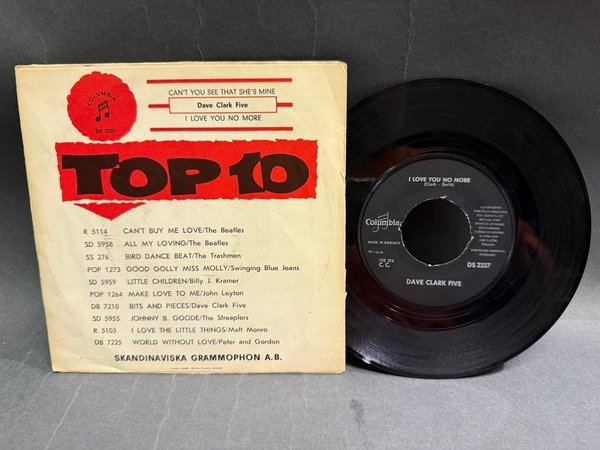 COLUMBIA
DS 2237
CAN'T YOU SEE THAT SHE'S MINE
Dave Clark Five
I LOVE YOU NO MORE
TOP 10
R 5114 CAN'T BUY ME LOVE/The Beatles
SD 5958 ALL MY LOVING/The Beatles
SS 276 BIRD DANCE BEAT/The Trashmen
POP 1273 GOOD GOLLY MISS MOLLY/Swinging Blue Jeans
SD 5959 LITTLE CHILDREN/Billy J. Kramer
POP 1264 MAKE LOVE TO ME/John Leyton
DB 7210 BITS AND PIECES/Dave Clark Five
SD 5955 JOHNNY B. GOODE/The Streaplers
R 5103 I LOVE THE LITTLE THINGS/Matt Monro
DB 7225 WORLD WITHOUT LOVE/Peter and Gordon
SKANDINAVISKA GRAMMOPHON A.B.
I LOVE YOU NO MORE
(Clark - Smith)
Columbia
MADE IN SWEDEN
7XS 274
C. C.
DS 2237
DAVE CLARK FIVE